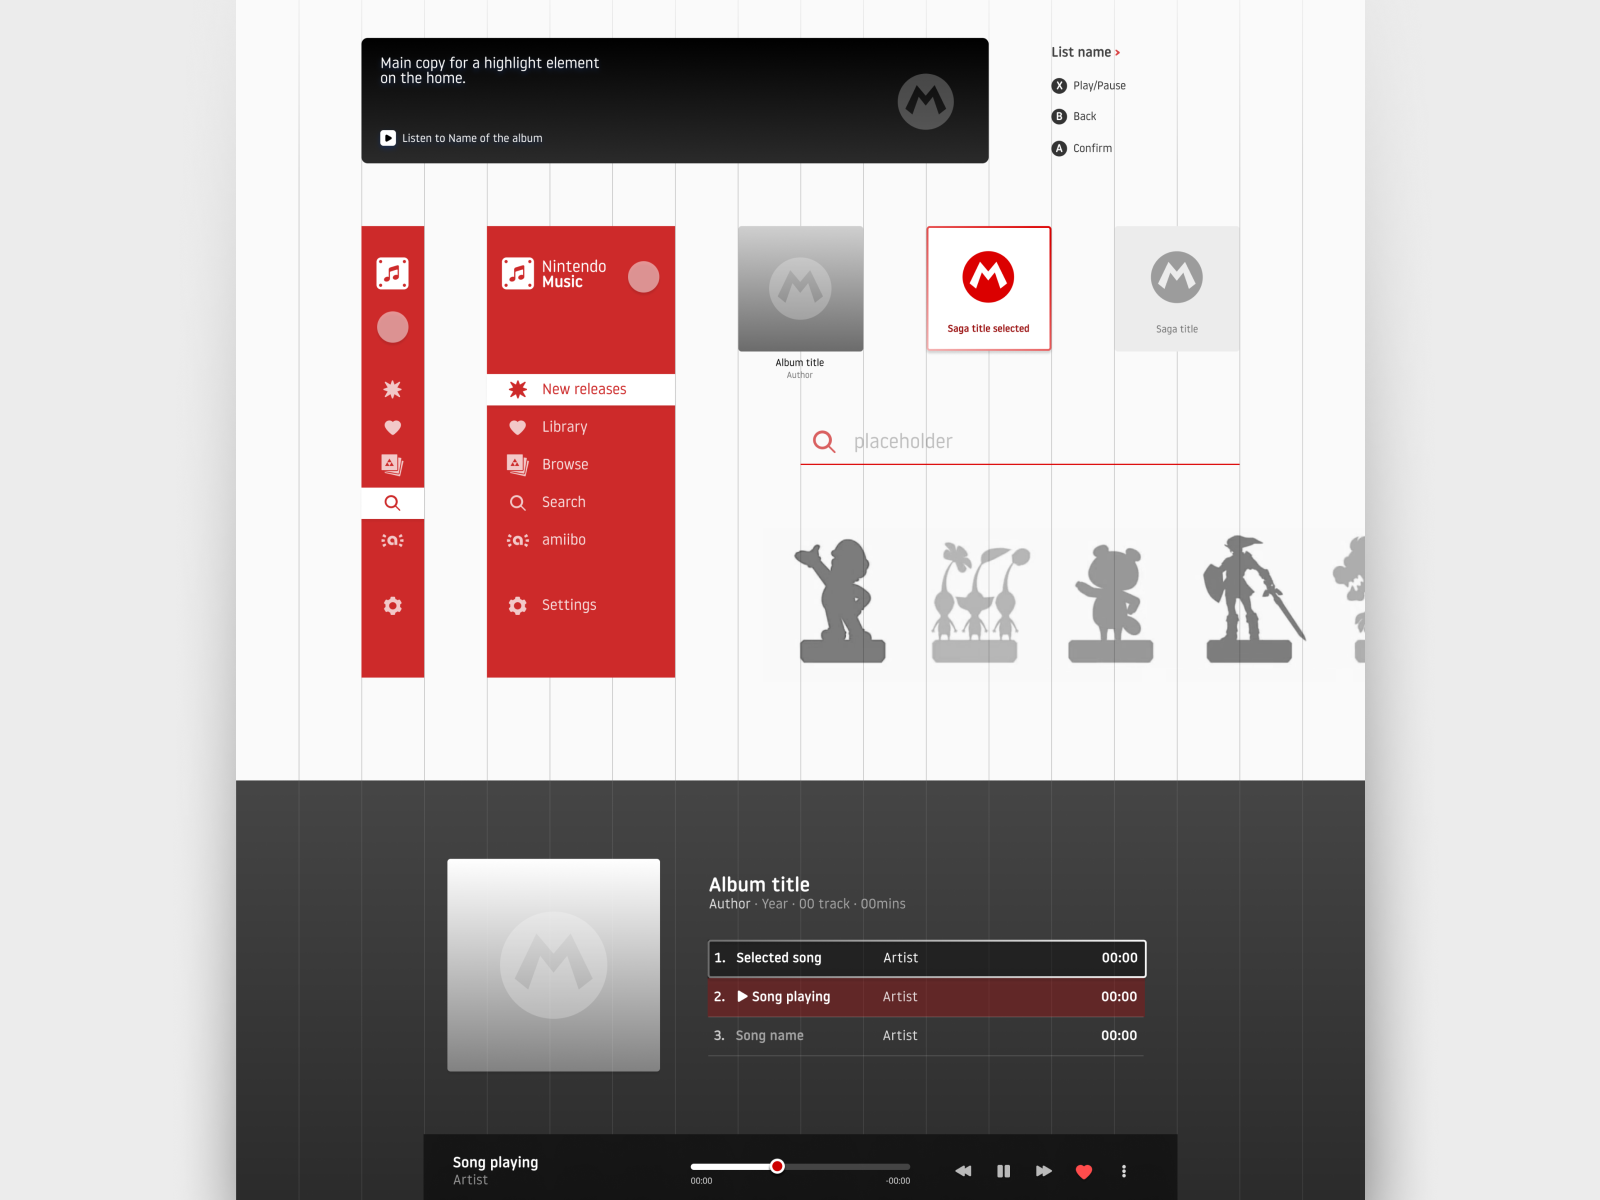 Main copy for a highlight element
on the home.
Listen to Name of the album
List name >
X Play/Pause
B Back
A Confirm
Nintendo
Music
New releases
Library
Browse
Search
amiibo
Settings
Album title
Author
Saga title selected
Saga title
placeholder
Album title
Author · Year · 00 track · 00mins
1. Selected song Artist 00:00
2. Song playing Artist 00:00
3. Song name Artist 00:00
Song playing
Artist
00:00
-00:00